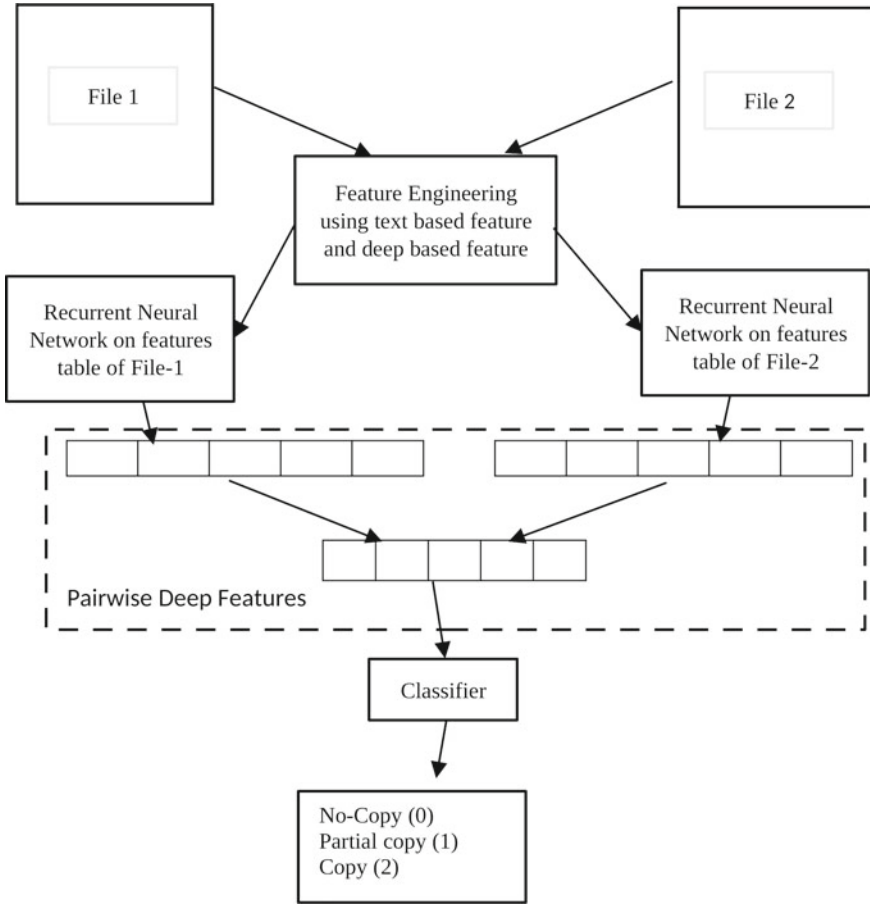 File 1
File 2
Feature Engineering
using text based feature
and deep based feature
Recurrent Neural
Network on features
table of File-1
Recurrent Neural
Network on features
table of File-2
Pairwise Deep Features
Classifier
No-Copy (0)
Partial copy (1)
Copy (2)